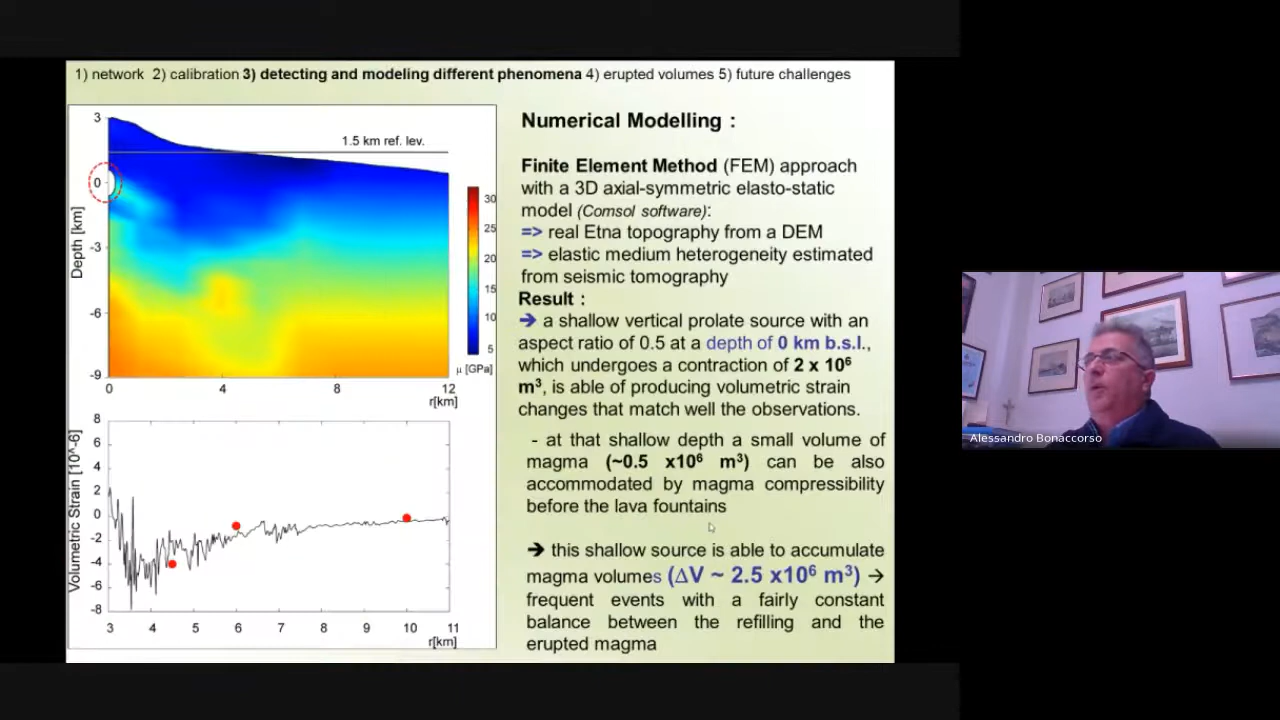 1) network 2) calibration 3) detecting and modeling different phenomena 4) erupted volumes 5) future challenges
3
0
-3
-6
-9
Depth [km]
1.5 km ref. lev.
0
4
8
12
r[km]
30
25
20
15
10
5
μ [GPa]
8
6
4
2
0
-2
-4
-6
-8
Volumetric Strain [10^-6]
3
4
5
6
7
8
9
10
11
r[km]
Numerical Modelling :
Finite Element Method (FEM) approach
with a 3D axial-symmetric elasto-static
model (Comsol software):
=> real Etna topography from a DEM
=> elastic medium heterogeneity estimated
from seismic tomography
Result :
➔ a shallow vertical prolate source with an
aspect ratio of 0.5 at a depth of 0 km b.s.l.,
which undergoes a contraction of 2 x 10⁶
m³, is able of producing volumetric strain
changes that match well the observations.
- at that shallow depth a small volume of
magma (~0.5 x10⁶ m³) can be also
accommodated by magma compressibility
before the lava fountains
➔ this shallow source is able to accumulate
magma volumes (ΔV ~ 2.5 x10⁶ m³) →
frequent events with a fairly constant
balance between the refilling and the
erupted magma
Alessandro Bonaccorso